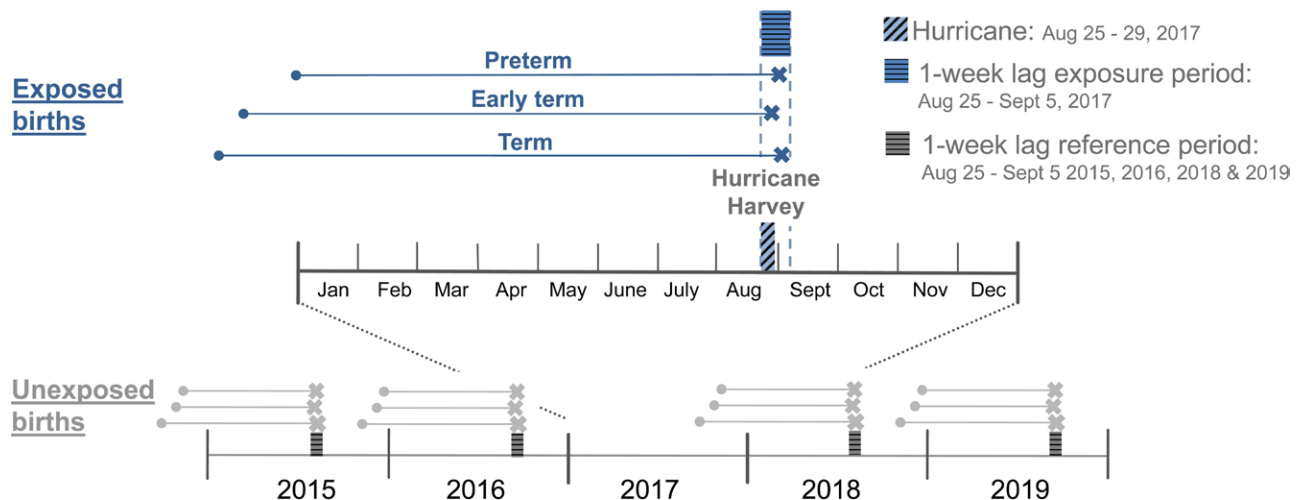 Hurricane: Aug 25 - 29, 2017
Preterm
Exposed
births
1-week lag exposure period:
Aug 25 - Sept 5, 2017
Early term
Term
1-week lag reference period:
Aug 25 - Sept 5 2015, 2016, 2018 & 2019
Hurricane
Harvey
Jan Feb Mar Apr May June July Aug Sept Oct Nov Dec
Unexposed
births
2015 2016 2017 2018 2019